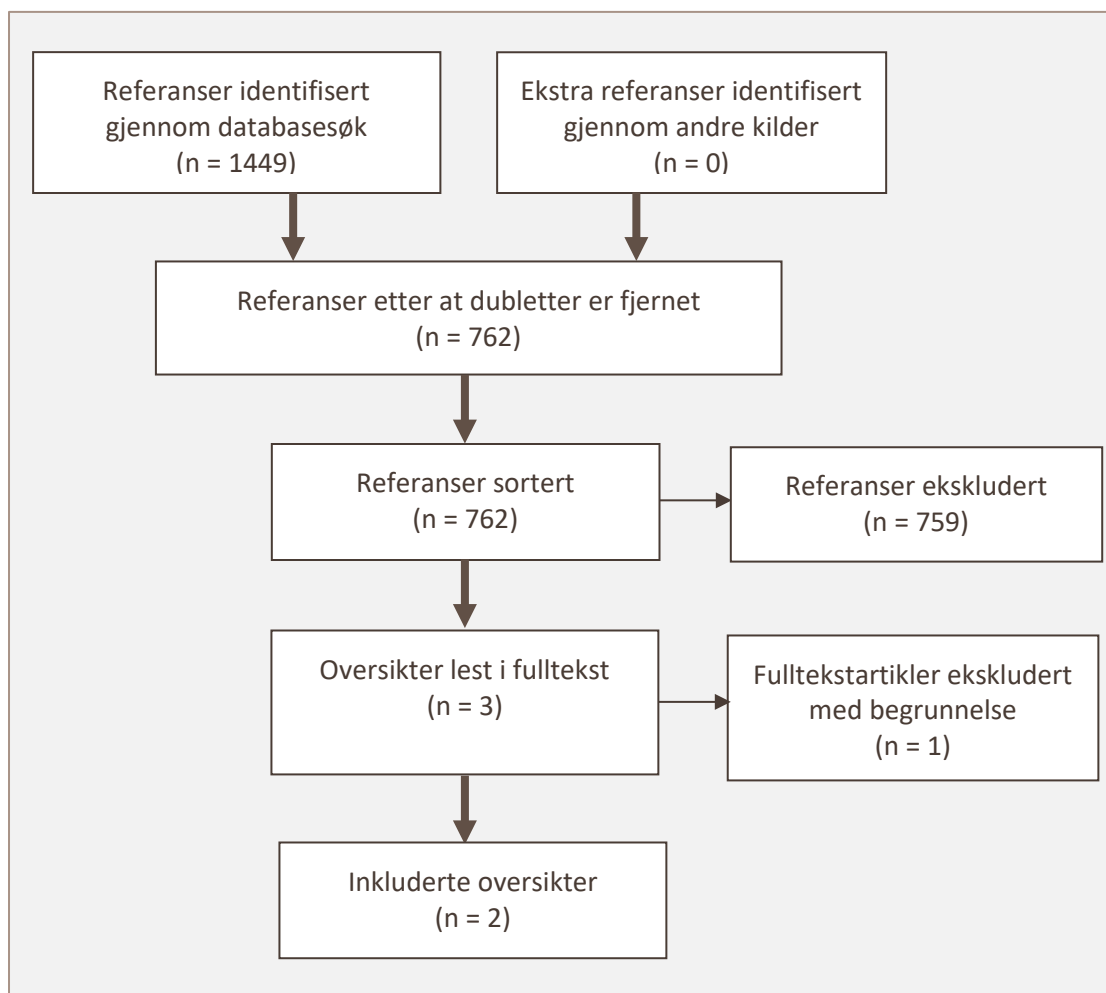 Referanser identifisert
gjennom databasesøk
(n = 1449)
Ekstra referanser identifisert
gjennom andre kilder
(n = 0)
Referanser etter at dubletter er fjernet
(n = 762)
Referanser sortert
(n = 762)
Referanser ekskludert
(n = 759)
Oversikter lest i fulltekst
(n = 3)
Fulltekstartikler ekskludert
med begrunnelse
(n = 1)
Inkluderte oversikter
(n = 2)